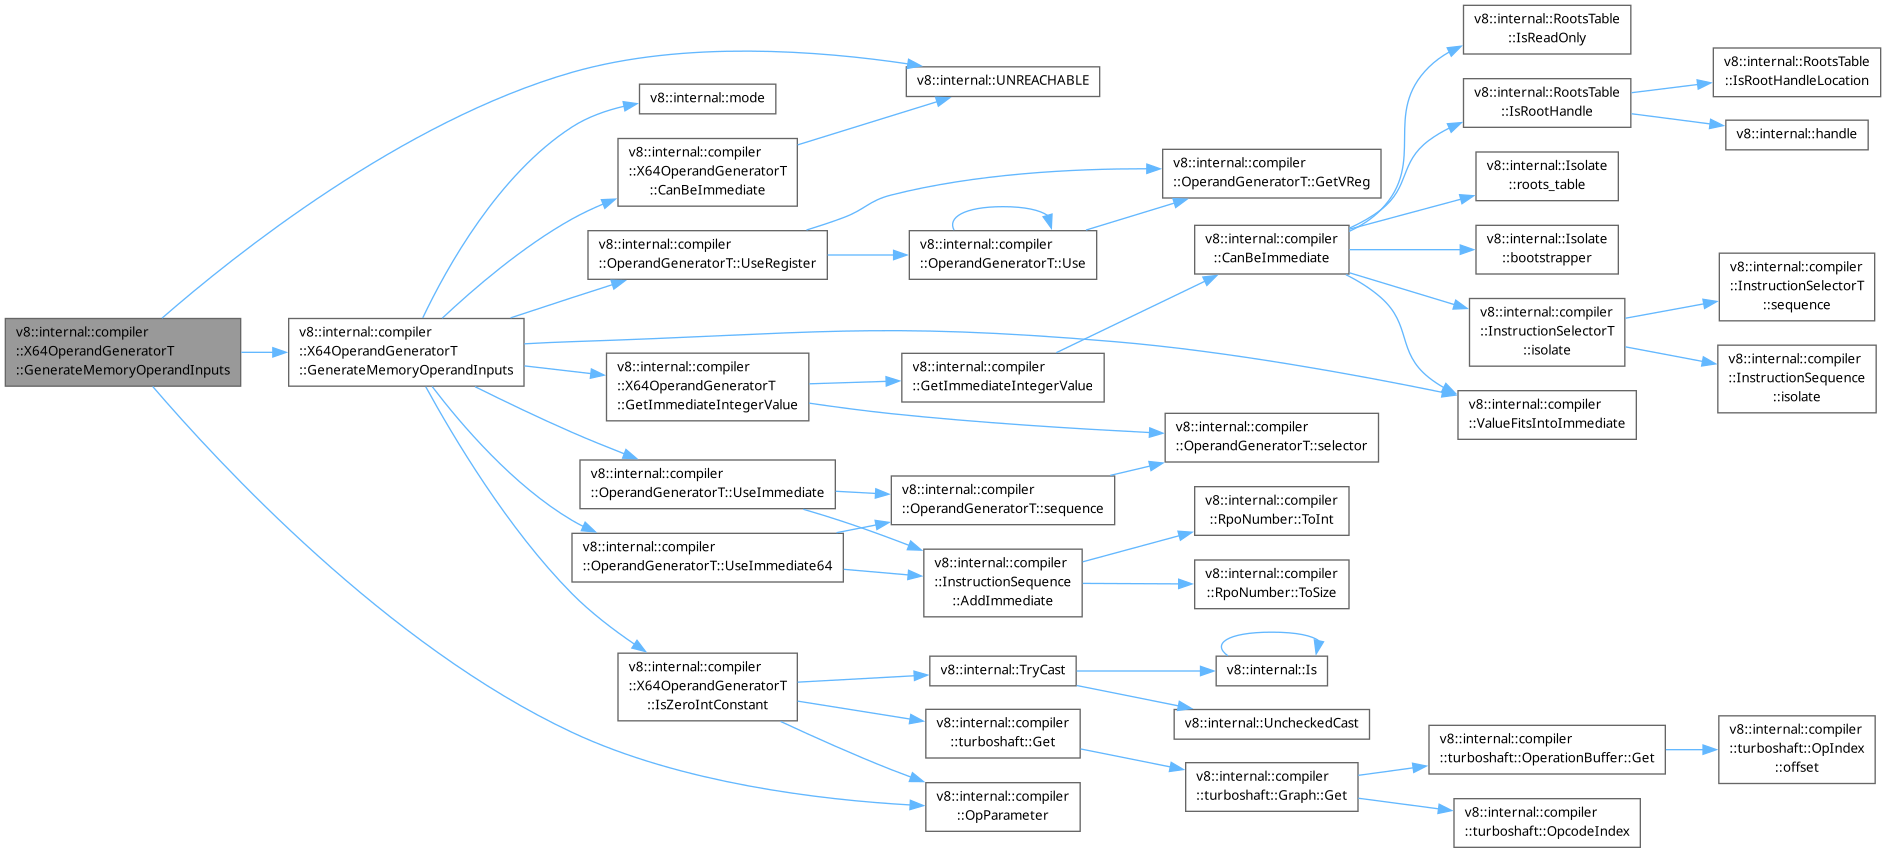 v8::internal::compiler
::X64OperandGeneratorT
::GenerateMemoryOperandInputs
v8::internal::compiler
::X64OperandGeneratorT
::GenerateMemoryOperandInputs
v8::internal::UNREACHABLE
v8::internal::mode
v8::internal::compiler
::X64OperandGeneratorT
::CanBeImmediate
v8::internal::compiler
::OperandGeneratorT::UseRegister
v8::internal::compiler
::X64OperandGeneratorT
::GetImmediateIntegerValue
v8::internal::compiler
::OperandGeneratorT::UseImmediate
v8::internal::compiler
::OperandGeneratorT::UseImmediate64
v8::internal::compiler
::X64OperandGeneratorT
::IsZeroIntConstant
v8::internal::compiler
::OperandGeneratorT::Use
v8::internal::compiler
::GetImmediateIntegerValue
v8::internal::compiler
::OperandGeneratorT::sequence
v8::internal::compiler
::InstructionSequence
::AddImmediate
v8::internal::TryCast
v8::internal::compiler
::turboshaft::Get
v8::internal::compiler
::OpParameter
v8::internal::compiler
::OperandGeneratorT::GetVReg
v8::internal::compiler
::CanBeImmediate
v8::internal::compiler
::OperandGeneratorT::selector
v8::internal::compiler
::RpoNumber::ToInt
v8::internal::compiler
::RpoNumber::ToSize
v8::internal::Is
v8::internal::UncheckedCast
v8::internal::compiler
::turboshaft::Graph::Get
v8::internal::RootsTable
::IsReadOnly
v8::internal::RootsTable
::IsRootHandle
v8::internal::Isolate
::roots_table
v8::internal::Isolate
::bootstrapper
v8::internal::compiler
::InstructionSelectorT
::isolate
v8::internal::compiler
::ValueFitsIntoImmediate
v8::internal::compiler
::turboshaft::OperationBuffer::Get
v8::internal::compiler
::turboshaft::OpcodeIndex
v8::internal::RootsTable
::IsRootHandleLocation
v8::internal::handle
v8::internal::compiler
::InstructionSelectorT
::sequence
v8::internal::compiler
::InstructionSequence
::isolate
v8::internal::compiler
::turboshaft::OpIndex
::offset